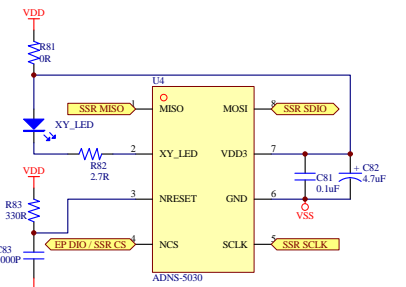 VDD
R81
0R
U4
SSR MISO
1
MISO
MOSI
8
SSR SDIO
XY_LED
R82
2.7R
2
XY_LED
VDD3
7
C81
0.1uF
+
C82
4.7uF
VDD
R83
330R
3
NRESET
GND
6
VSS
C83
000P
EP DIO / SSR CS
4
NCS
SCLK
5
SSR SCLK
ADNS-5030